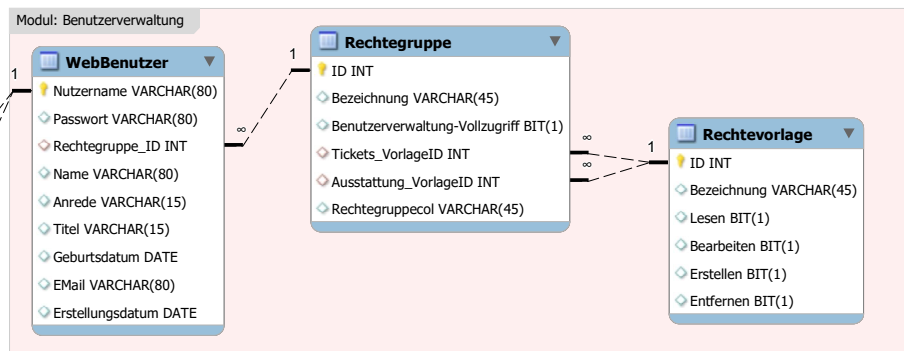 Modul: Benutzerverwaltung
WebBenutzer
Nutzername VARCHAR(80)
Passwort VARCHAR(80)
Rechtegruppe_ID INT
Name VARCHAR(80)
Anrede VARCHAR(15)
Titel VARCHAR(15)
Geburtsdatum DATE
EMail VARCHAR(80)
Erstellungsdatum DATE
1
∞
1
Rechtegruppe
ID INT
Bezeichnung VARCHAR(45)
Benutzerverwaltung-Vollzugriff BIT(1)
Tickets_VorlageID INT
Ausstattung_VorlageID INT
Rechtegruppecol VARCHAR(45)
∞
∞
1
Rechtevorlage
ID INT
Bezeichnung VARCHAR(45)
Lesen BIT(1)
Bearbeiten BIT(1)
Erstellen BIT(1)
Entfernen BIT(1)